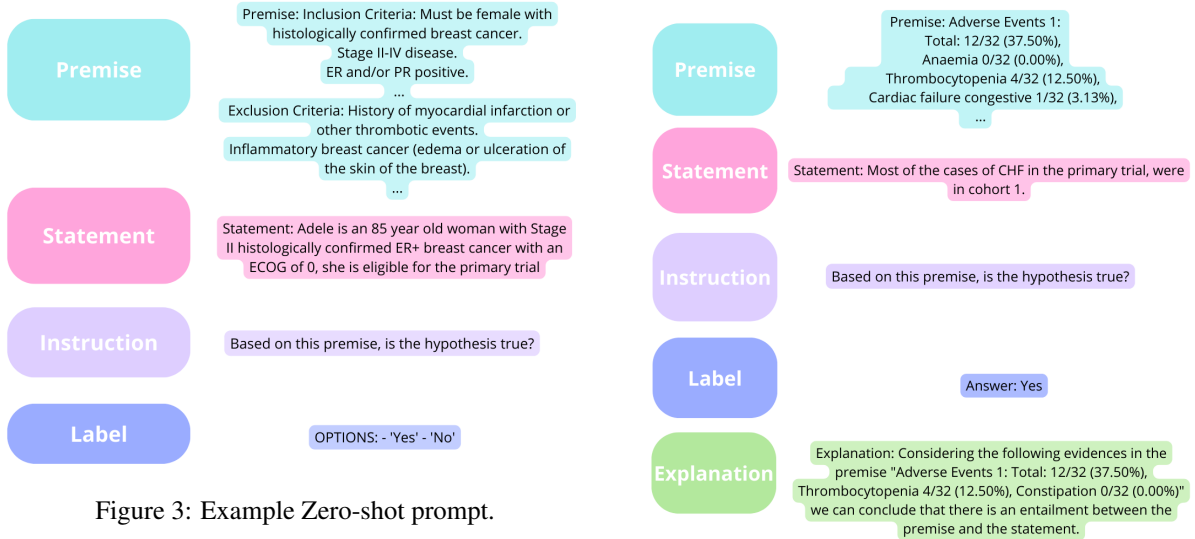 Premise
Premise: Inclusion Criteria: Must be female with
histologically confirmed breast cancer.
Stage II-IV disease.
ER and/or PR positive.
...
Exclusion Criteria: History of myocardial infarction or
other thrombotic events.
Inflammatory breast cancer (edema or ulceration of
the skin of the breast).
...
Statement
Statement: Adele is an 85 year old woman with Stage
II histologically confirmed ER+ breast cancer with an
ECOG of 0, she is eligible for the primary trial
Instruction
Based on this premise, is the hypothesis true?
Label
OPTIONS: - 'Yes' - 'No'
Figure 3: Example Zero-shot prompt.
Premise
Premise: Adverse Events 1:
Total: 12/32 (37.50%),
Anaemia 0/32 (0.00%),
Thrombocytopenia 4/32 (12.50%),
Cardiac failure congestive 1/32 (3.13%),
...
Statement
Statement: Most of the cases of CHF in the primary trial, were
in cohort 1.
Instruction
Based on this premise, is the hypothesis true?
Label
Answer: Yes
Explanation
Explanation: Considering the following evidences in the
premise "Adverse Events 1: Total: 12/32 (37.50%),
Thrombocytopenia 4/32 (12.50%), Constipation 0/32 (0.00%)"
we can conclude that there is an entailment between the
premise and the statement.